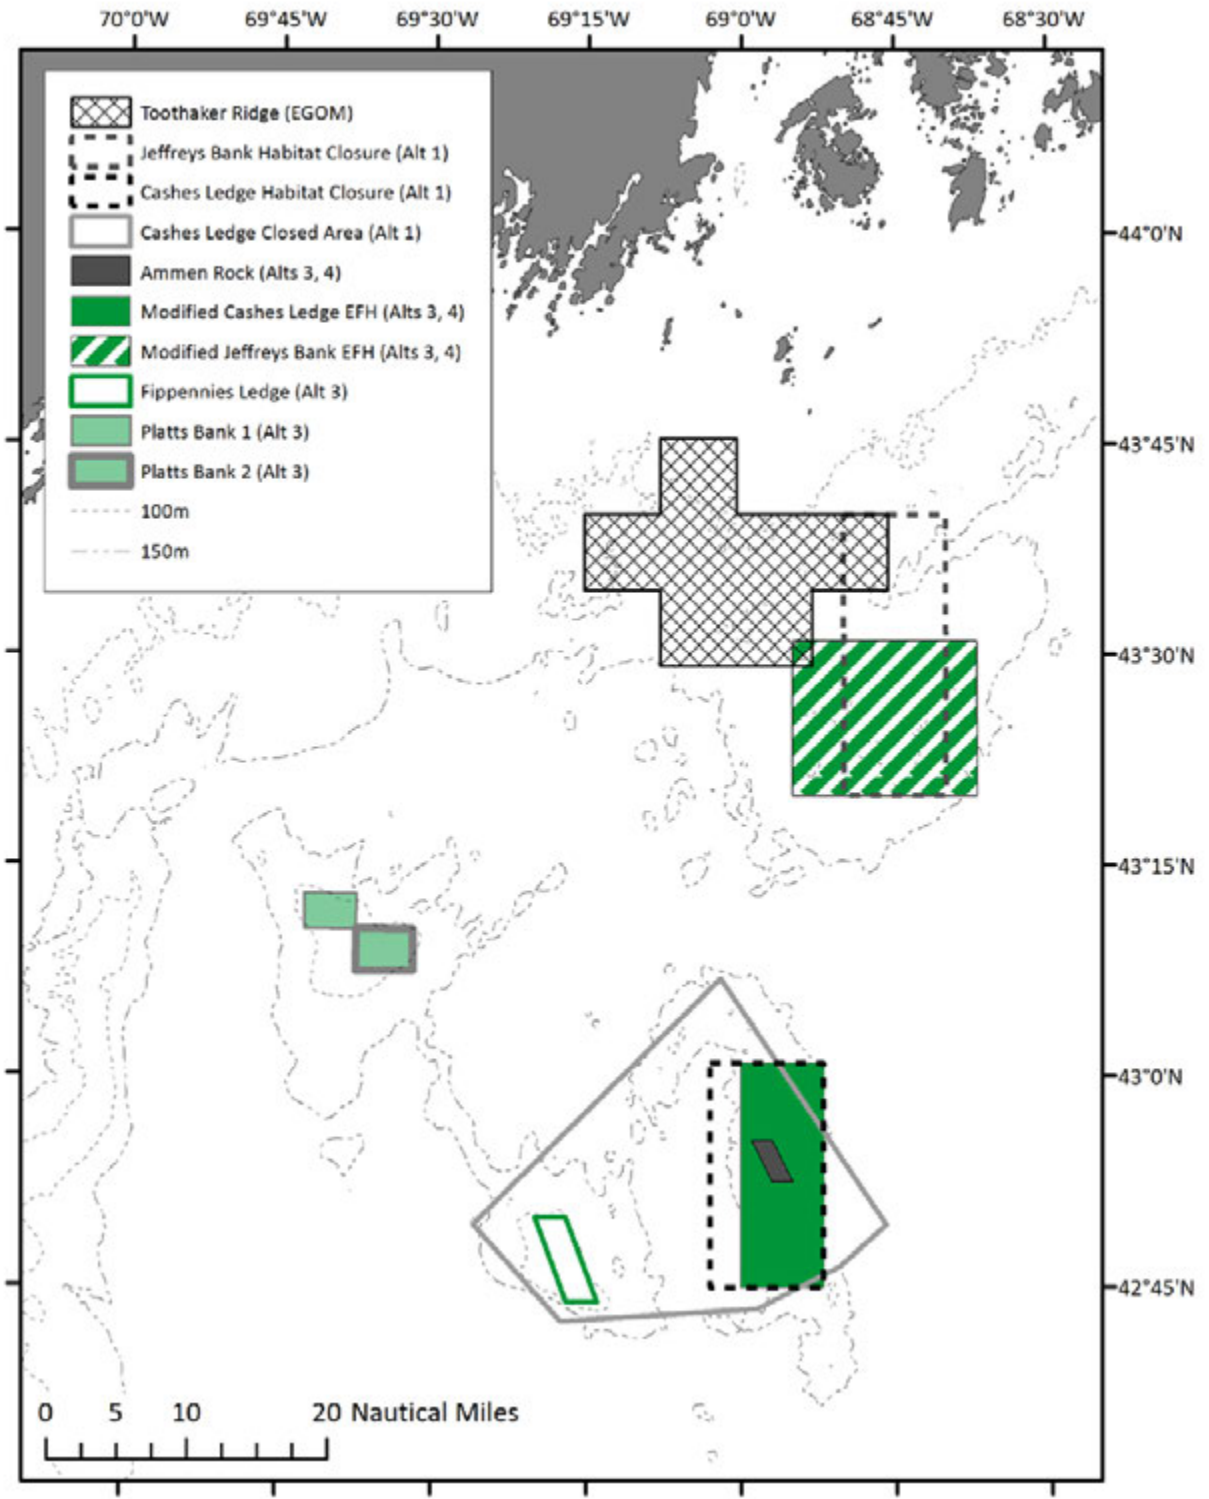 70°0'W 69°45'W 69°30'W 69°15'W 69°0'W 68°45'W 68°30'W
Toothaker Ridge (EGOM)
Jeffreys Bank Habitat Closure (Alt 1)
Cashes Ledge Habitat Closure (Alt 1)
Cashes Ledge Closed Area (Alt 1)
Ammen Rock (Alts 3, 4)
Modified Cashes Ledge EFH (Alts 3, 4)
Modified Jeffreys Bank EFH (Alts 3, 4)
Fippennies Ledge (Alt 3)
Platts Bank 1 (Alt 3)
Platts Bank 2 (Alt 3)
100m
150m
44°0'N
43°45'N
43°30'N
43°15'N
43°0'N
42°45'N
0 5 10 20 Nautical Miles